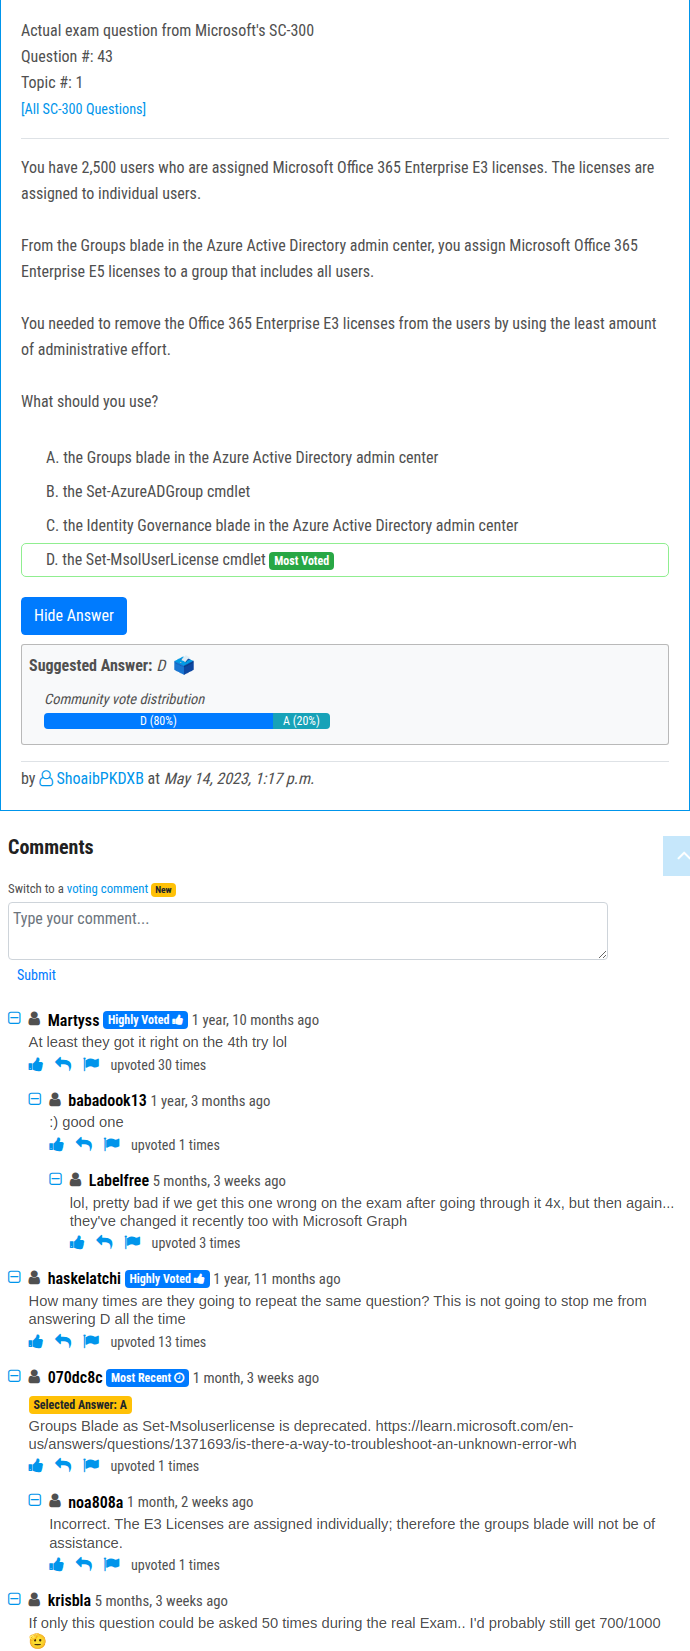 Actual exam question from Microsoft's SC-300
Question #: 43
Topic #: 1
[All SC-300 Questions]
You have 2,500 users who are assigned Microsoft Office 365 Enterprise E3 licenses. The licenses are
assigned to individual users.
From the Groups blade in the Azure Active Directory admin center, you assign Microsoft Office 365
Enterprise E5 licenses to a group that includes all users.
You needed to remove the Office 365 Enterprise E3 licenses from the users by using the least amount
of administrative effort.
What should you use?
A. the Groups blade in the Azure Active Directory admin center
B. the Set-AzureADGroup cmdlet
C. the Identity Governance blade in the Azure Active Directory admin center
D. the Set-MsolUserLicense cmdlet Most Voted
Hide Answer
Suggested Answer: D
Community vote distribution
D (80%) A (20%)
by ShoaibPKDXB at May 14, 2023, 1:17 p.m.
Comments
Switch to a voting comment New
Type your comment...
Submit
Martyss Highly Voted 1 year, 10 months ago
At least they got it right on the 4th try lol
upvoted 30 times
babadook13 1 year, 3 months ago
:) good one
upvoted 1 times
Labelfree 5 months, 3 weeks ago
lol, pretty bad if we get this one wrong on the exam after going through it 4x, but then again...
they've changed it recently too with Microsoft Graph
upvoted 3 times
haskelatchi Highly Voted 1 year, 11 months ago
How many times are they going to repeat the same question? This is not going to stop me from
answering D all the time
upvoted 13 times
070dc8c Most Recent 1 month, 3 weeks ago
Selected Answer: A
Groups Blade as Set-Msoluserlicense is deprecated. https://learn.microsoft.com/en-
us/answers/questions/1371693/is-there-a-way-to-troubleshoot-an-unknown-error-wh
upvoted 1 times
noa808a 1 month, 2 weeks ago
Incorrect. The E3 Licenses are assigned individually; therefore the groups blade will not be of
assistance.
upvoted 1 times
krisbla 5 months, 3 weeks ago
If only this question could be asked 50 times during the real Exam.. I'd probably still get 700/1000